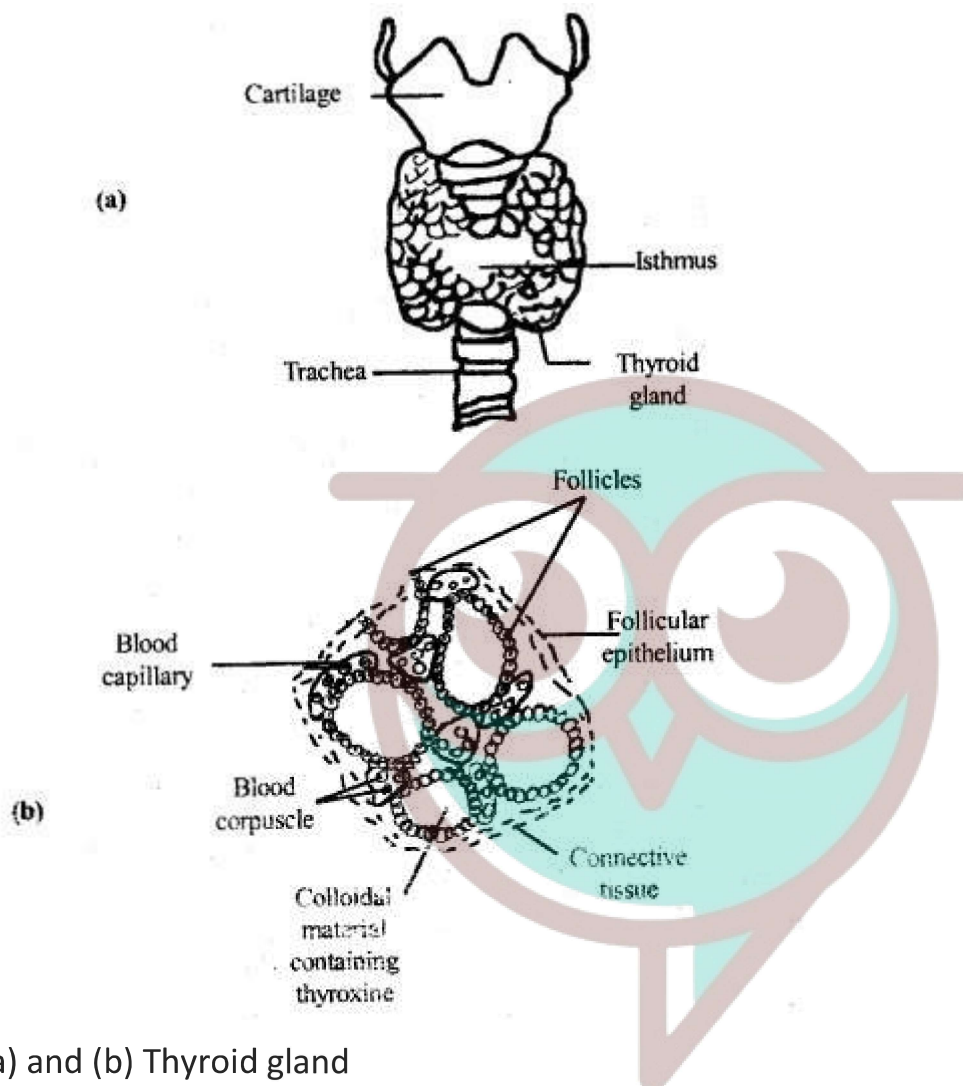 Cartilage
(a)
Isthmus
Trachea
Thyroid
gland
Follicles
Follicular
epithelium
Blood
capillary
Blood
corpuscle
(b)
Connective
tissue
Colloidal
material
containing
thyroxine
a) and (b) Thyroid gland